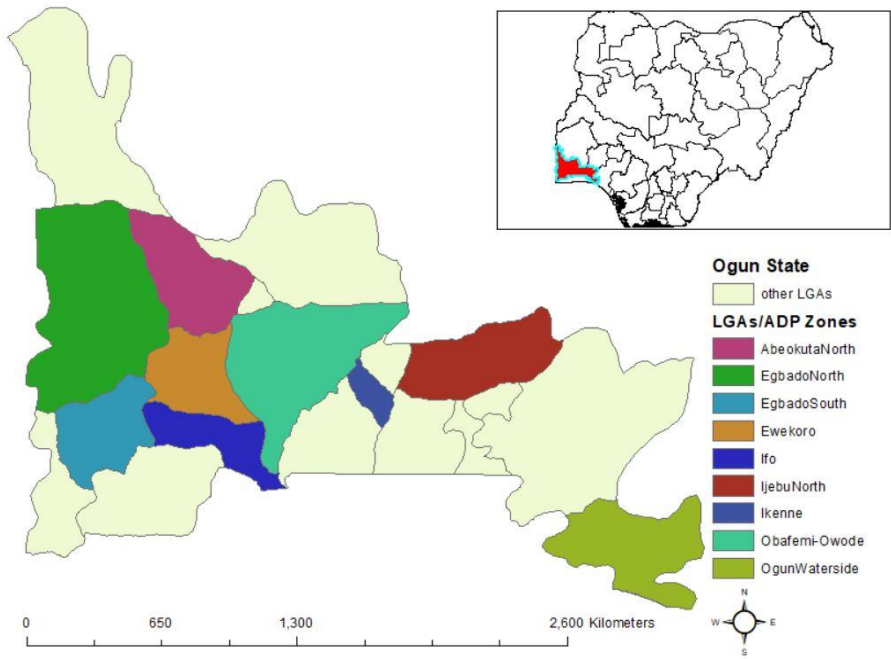 Ogun State
other LGAs
LGAs/ADP Zones
AbeokutaNorth
EgbadoNorth
EgbadoSouth
Ewekoro
Ifo
IjebuNorth
Ikenne
Obafemi-Owode
OgunWaterside
0 650 1,300 2,600 Kilometers
N
W E
S